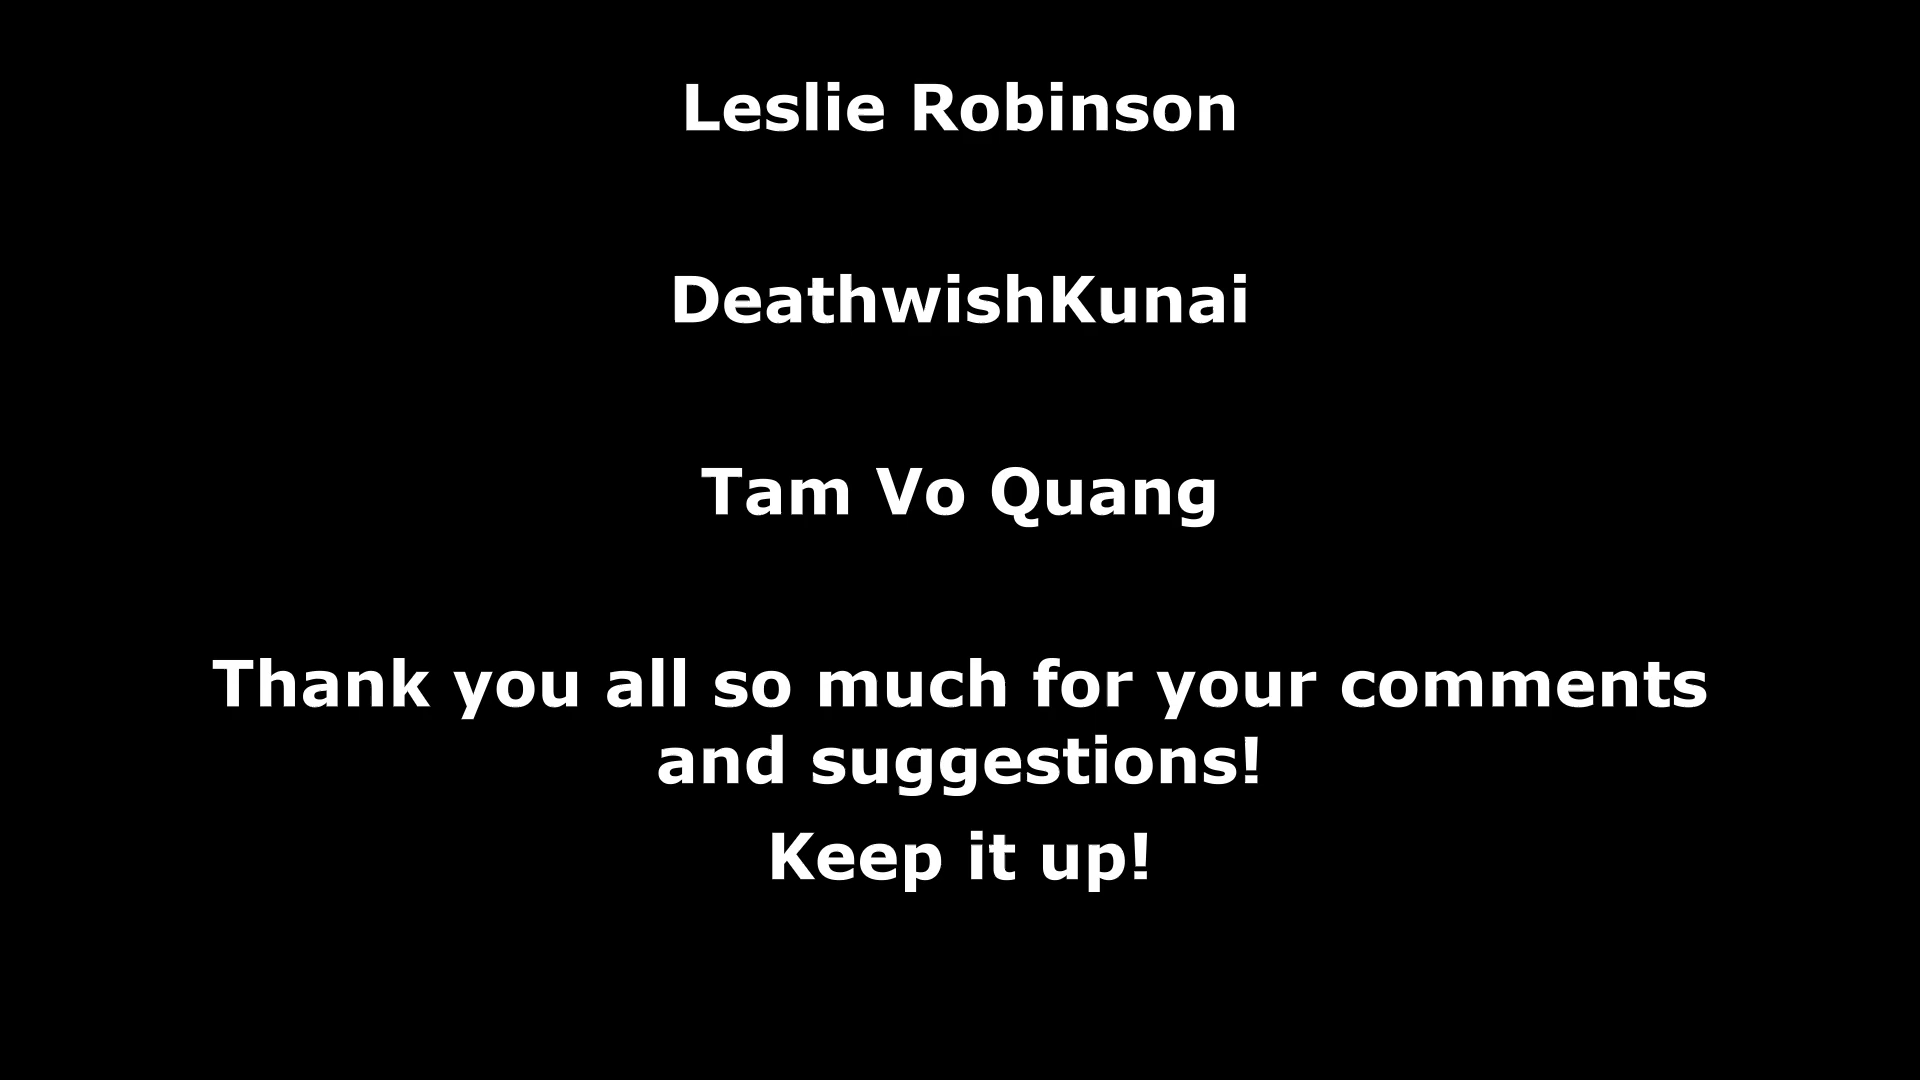 Leslie Robinson
DeathwishKunai
Tam Vo Quang
Thank you all so much for your comments
and suggestions!
Keep it up!